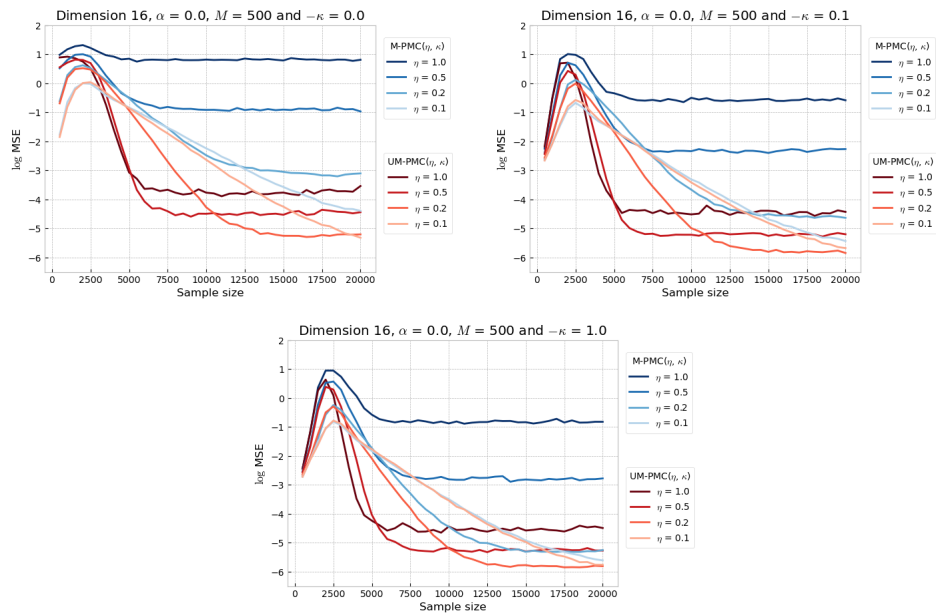 Dimension 16, α = 0.0, M = 500 and −κ = 0.0
2
1
0
−1
−2
−3
−4
−5
−6
log MSE
0 2500 5000 7500 10000 12500 15000 17500 20000
Sample size
M-PMC(η, κ)
η = 1.0
η = 0.5
η = 0.2
η = 0.1
UM-PMC(η, κ)
η = 1.0
η = 0.5
η = 0.2
η = 0.1
Dimension 16, α = 0.0, M = 500 and −κ = 0.1
2
1
0
−1
−2
−3
−4
−5
−6
log MSE
0 2500 5000 7500 10000 12500 15000 17500 20000
Sample size
M-PMC(η, κ)
η = 1.0
η = 0.5
η = 0.2
η = 0.1
UM-PMC(η, κ)
η = 1.0
η = 0.5
η = 0.2
η = 0.1
Dimension 16, α = 0.0, M = 500 and −κ = 1.0
2
1
0
−1
−2
−3
−4
−5
−6
log MSE
0 2500 5000 7500 10000 12500 15000 17500 20000
Sample size
M-PMC(η, κ)
η = 1.0
η = 0.5
η = 0.2
η = 0.1
UM-PMC(η, κ)
η = 1.0
η = 0.5
η = 0.2
η = 0.1